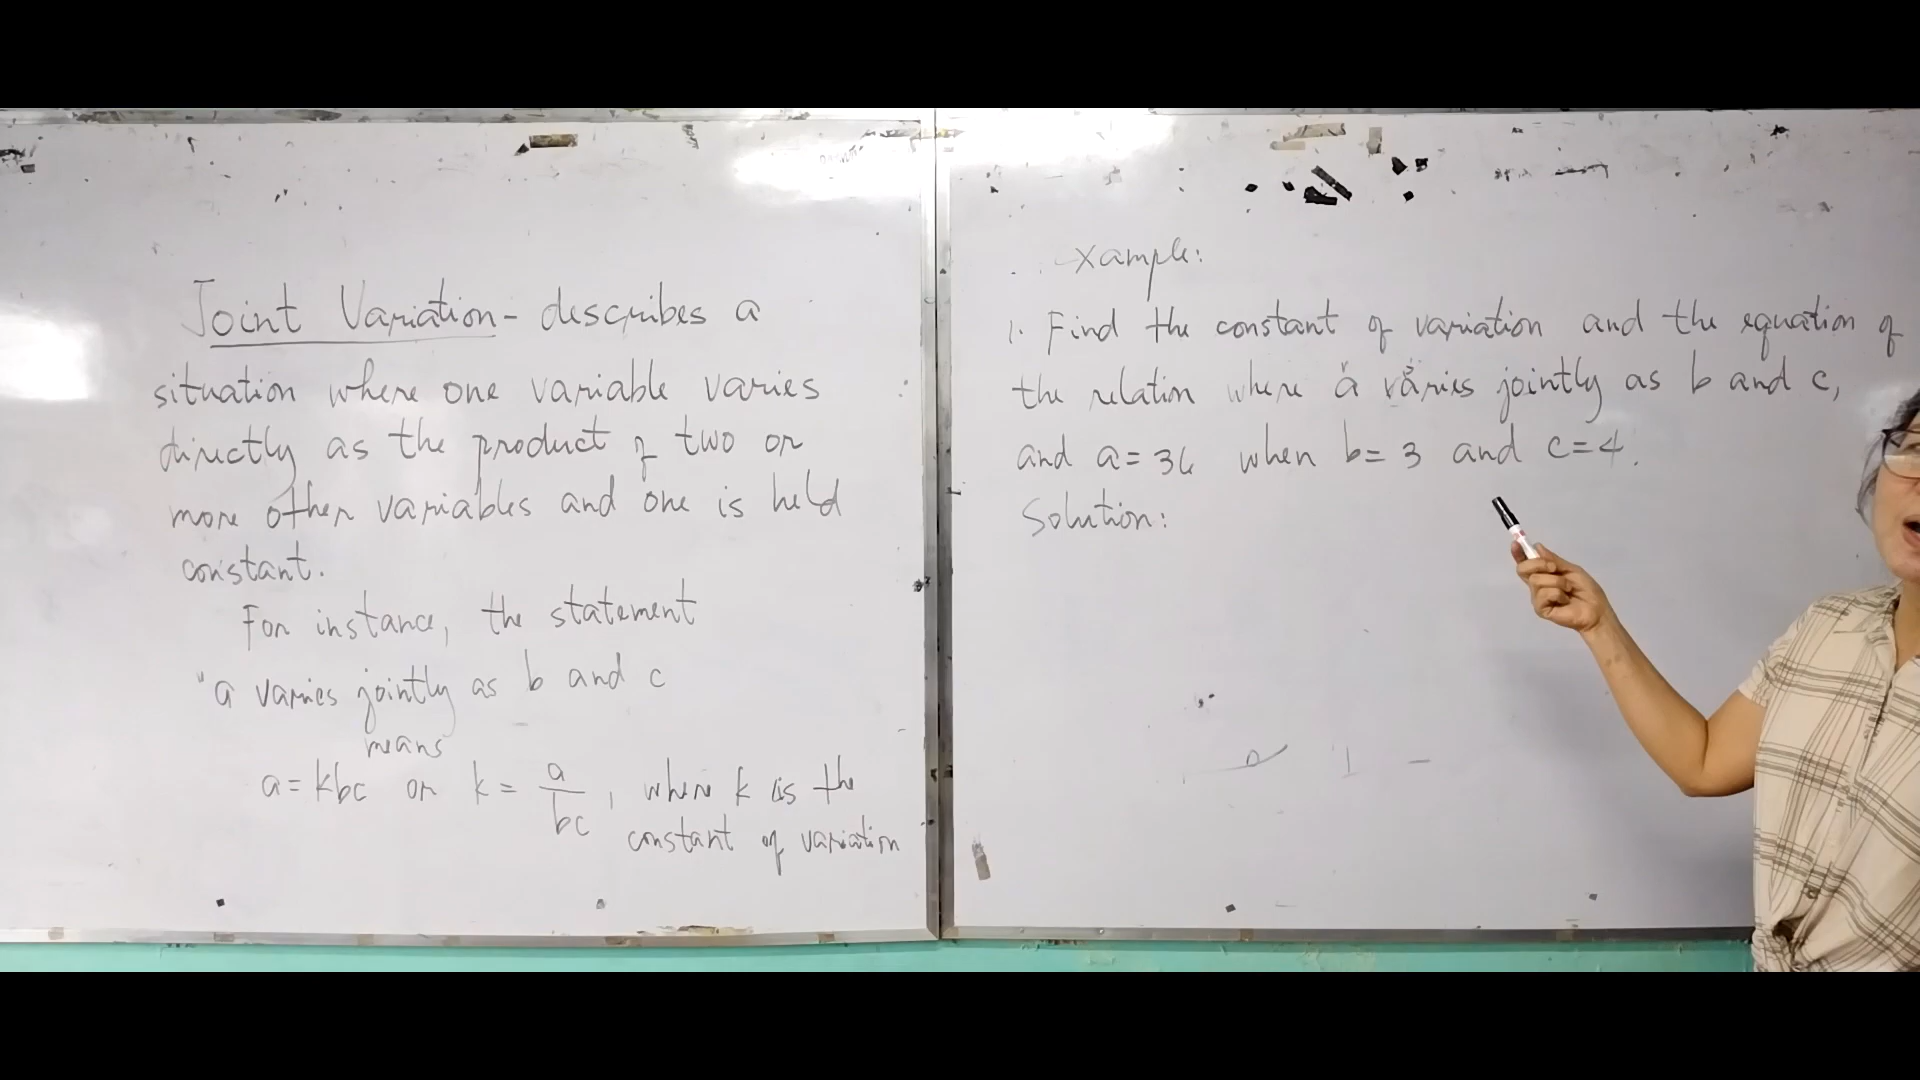 Joint Variation - describes a
situation where one variable varies
directly as the product of two or
more other variables and one is held
constant.
For instance, the statement
"a varies jointly as b and c
means
a = kbc or k = a/bc, where k is the
constant of variation
xample:
1. Find the constant of variation and the equation of
the relation where "a" varies jointly as b and c,
and a = 36 when b = 3 and c = 4.
Solution: